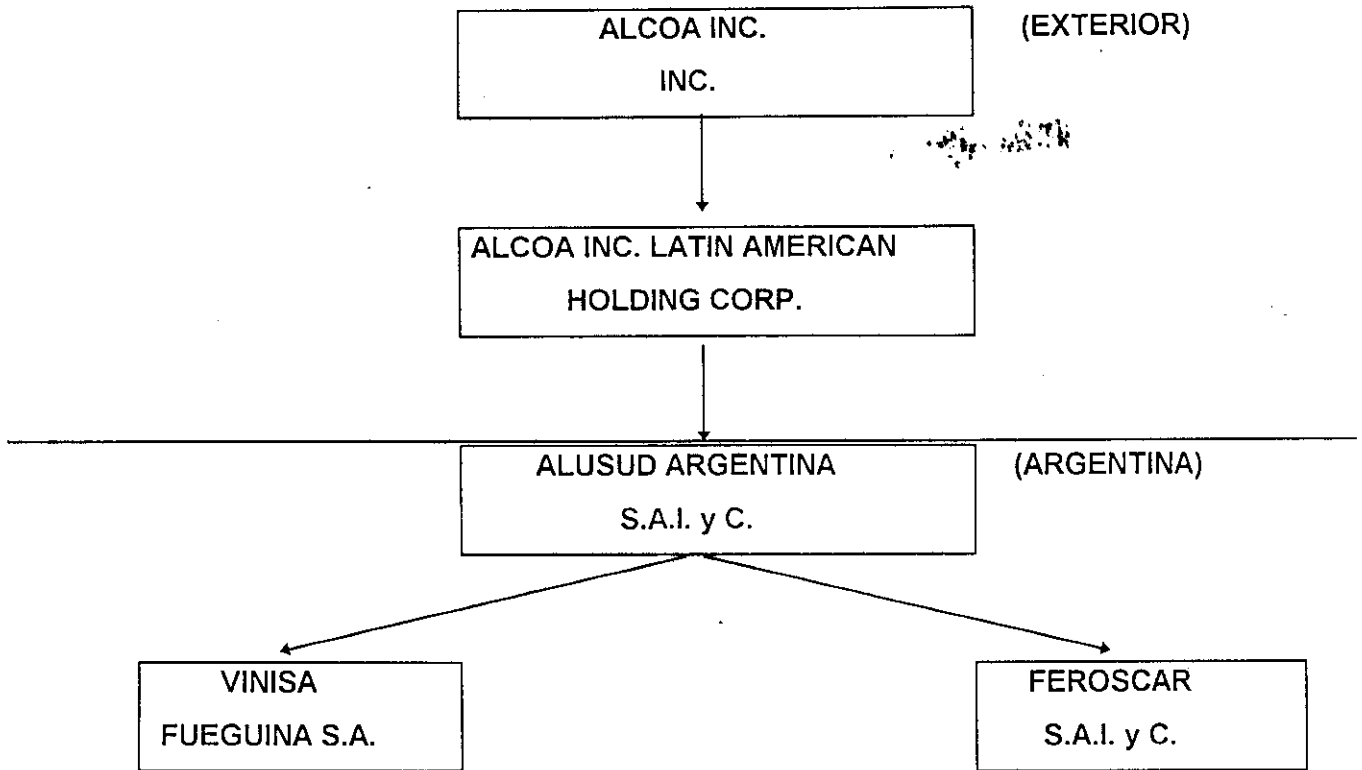 ALCOA INC.
INC.
(EXTERIOR)
ALCOA INC. LATIN AMERICAN
HOLDING CORP.
ALUSUD ARGENTINA
S.A.I. y C.
(ARGENTINA)
VINISA
FUEGUINA S.A.
FEROSCAR
S.A.I. y C.